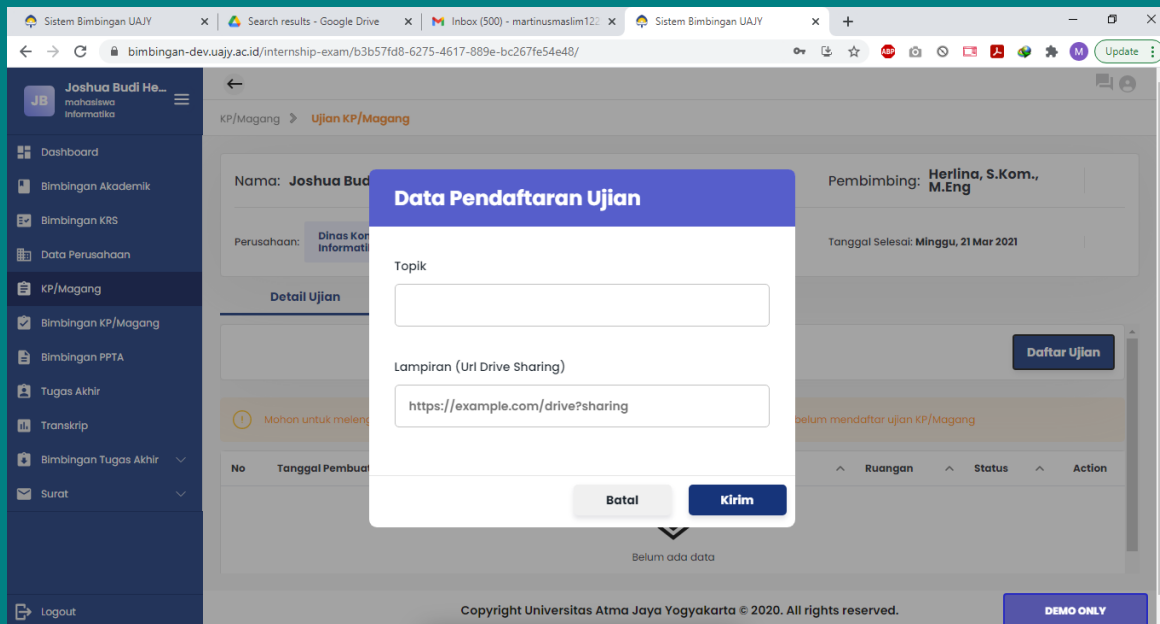 Sistem Bimbingan UAJY
Search results - Google Drive
Inbox (500) - martinusmaslim122
Sistem Bimbingan UAJY
bimbingan-dev.uajy.ac.id/internship-exam/b3b57fd8-6275-4617-889e-bc267fe54e48/
ABP
M
Update
JB
Joshua Budi He...
mahasiswa
Informatika
Dashboard
Bimbingan Akademik
Bimbingan KRS
Data Perusahaan
KP/Magang
Bimbingan KP/Magang
Bimbingan PPTA
Tugas Akhir
Transkrip
Bimbingan Tugas Akhir
Surat
Logout
KP/Magang > Ujian KP/Magang
Nama: Joshua Bud
Pembimbing: Herlina, S.Kom.,
M.Eng
Perusahaan: Dinas Kom
Informati
Tanggal Selesai: Minggu, 21 Mar 2021
Detail Ujian
Daftar Ujian
Mohon untuk meleng
belum mendaftar ujian KP/Magang
No Tanggal Pembuat Ruangan Status Action
Belum ada data
Data Pendaftaran Ujian
Topik
Lampiran (Url Drive Sharing)
https://example.com/drive?sharing
Batal Kirim
Copyright Universitas Atma Jaya Yogyakarta © 2020. All rights reserved.
DEMO ONLY